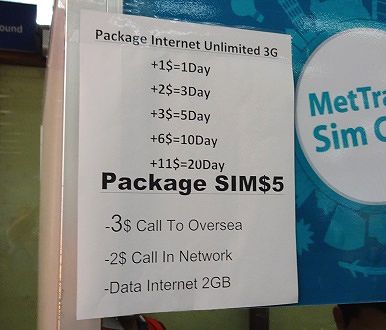 ound
Package Internet Unlimited 3G
+1$=1Day
+2$=3Day
+3$=5Day
+6$=10Day
+11$=20Day
Package SIM$5
-3$ Call To Oversea
-2$ Call In Network
-Data Internet 2GB
MetTra
Sim C